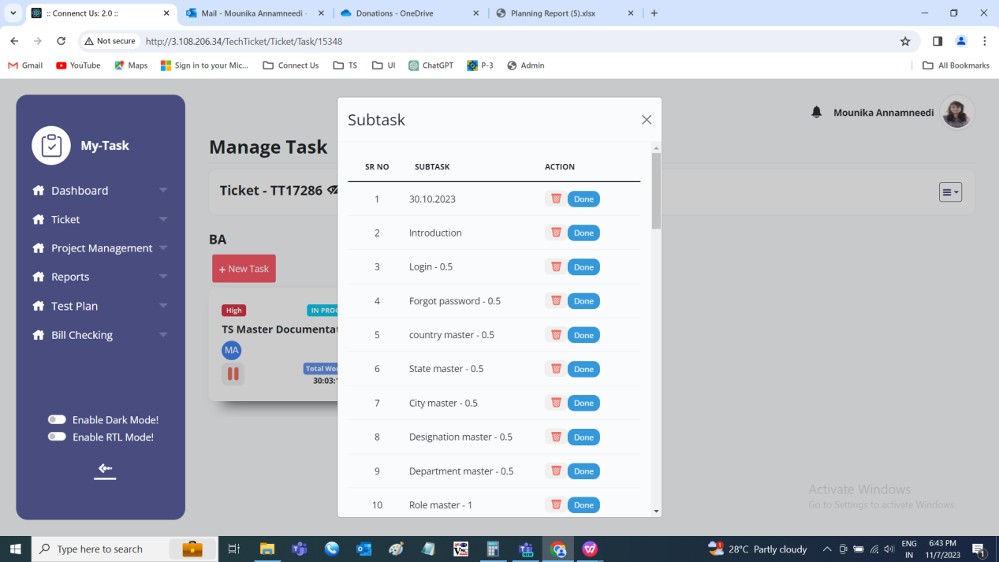 :: Connenct Us: 2.0 ::
Mail - Mounika Annamneedi -
Donations - OneDrive
Planning Report (5).xlsx
Not secure
http://3.108.206.34/TechTicket/Ticket/Task/15348
Gmail
YouTube
Maps
Sign in to your Mic...
Connect Us
TS
UI
ChatGPT
P-3
Admin
All Bookmarks
My-Task
Dashboard
Ticket
Project Management
Reports
Test Plan
Bill Checking
Enable Dark Mode!
Enable RTL Mode!
Mounika Annamneedi
Manage Task
Ticket - TT17286
BA
+ New Task
High
IN PROG
TS Master Documentat
MA
Total Wor
30:03:1
Subtask
SR NO SUBTASK ACTION
1 30.10.2023 Done
2 Introduction Done
3 Login - 0.5 Done
4 Forgot password - 0.5 Done
5 country master - 0.5 Done
6 State master - 0.5 Done
7 City master - 0.5 Done
8 Designation master - 0.5 Done
9 Department master - 0.5 Done
10 Role master - 1 Done
Activate Windows
Go to Settings to activate Windows.
Type here to search
NEW
1
28°C Partly cloudy
ENG
IN
6:43 PM
11/7/2023
1